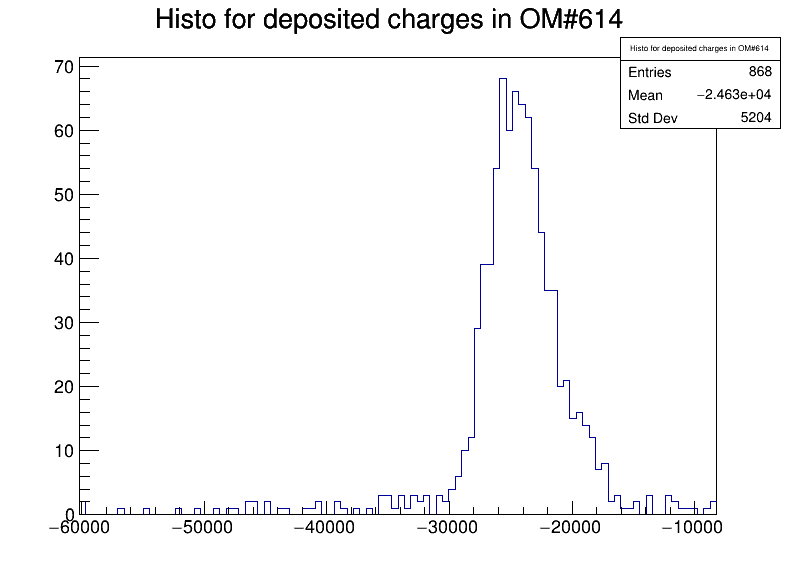 Histo for deposited charges in OM#614
Histo for deposited charges in OM#614
Entries 868
Mean −2.463e+04
Std Dev 5204
70
60
50
40
30
20
10
0
−60000 −50000 −40000 −30000 −20000 −10000